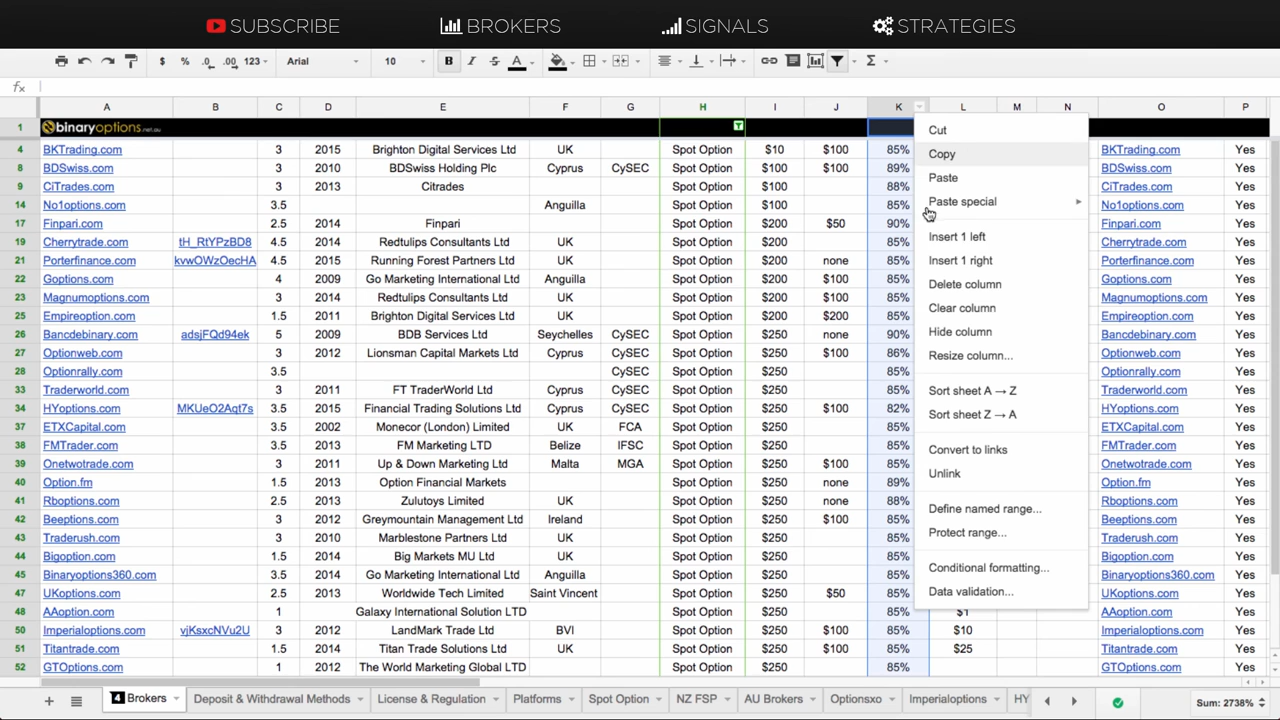 SUBSCRIBE BROKERS SIGNALS STRATEGIES
$ % .0 .00 123 Arial 10 B I S A Σ
fx
A B C D E F G H I J K L M N O P
1 binaryoptions.net.au
4 BKTrading.com 3 2015 Brighton Digital Services Ltd UK Spot Option $10 $100 85% BKTrading.com Yes
8 BDSwiss.com 3 2010 BDSwiss Holding Plc Cyprus CySEC Spot Option $100 $100 89% BDSwiss.com Yes
9 CiTrades.com 3 2013 Citrades Spot Option $100 88% CiTrades.com Yes
14 No1options.com Anguilla Spot Option $100 85% No1options.com Yes
17 Finpari.com 2.5 2014 Finpari Spot Option $200 $50 90% Finpari.com Yes
19 Cherrytrade.com tH_RtYPzBD8 4.5 2014 Redtulips Consultants Ltd UK Spot Option $200 $100 85% Cherrytrade.com Yes
21 Porterfinance.com kvwOWzOecHA 4.5 2015 Running Forest Partners Ltd UK Spot Option $200 none 85% Porterfinance.com Yes
22 Goptions.com 4 2009 Go Marketing International Ltd Anguilla Spot Option $200 $100 85% Goptions.com Yes
23 Magnumoptions.com 3 2014 Redtulips Consultants Ltd UK Spot Option $200 $100 85% Magnumoptions.com Yes
25 Empireoption.com 1.5 2011 Brighton Digital Services Ltd UK Spot Option $200 $200 85% Empireoption.com Yes
26 Bancdebinary.com adsjFQd94ek 5 2009 BDB Services Ltd Seychelles CySEC Spot Option $250 none 90% Bancdebinary.com Yes
27 Optionweb.com 3 2012 Lionsman Capital Markets Ltd Cyprus CySEC Spot Option $250 $100 86% Optionweb.com Yes
28 Optionrally.com 3.5 CySEC Spot Option $250 85% Optionrally.com Yes
33 Traderworld.com 3 2011 FT TraderWorld Ltd Cyprus CySEC Spot Option $250 85% Traderworld.com Yes
34 HYoptions.com MKUeO2Aqt7s 3.5 2015 Financial Trading Solutions Ltd Cyprus CySEC Spot Option $250 $100 82% HYoptions.com Yes
37 ETXCapital.com 3.5 2002 Monecor (London) Limited UK FCA Spot Option $250 85% ETXCapital.com Yes
38 FMTrader.com 3.5 2013 FM Marketing LTD Belize IFSC Spot Option $250 85% FMTrader.com Yes
39 Onetwotrade.com 3 2011 Up & Down Marketing Ltd Malta MGA Spot Option $250 $100 85% Onetwotrade.com Yes
40 Option.fm 1.5 2013 Option Financial Markets Spot Option $250 none 89% Option.fm Yes
41 Rboptions.com 2.5 2013 Zulutoys Limited UK Spot Option $250 none 88% Rboptions.com Yes
42 Beeptions.com 3 2013 Greymountain Management Ltd Ireland Spot Option $250 $100 85% Beeptions.com Yes
43 Traderush.com 3 2012 Marblestone Partners Ltd UK Spot Option $250 85% Traderush.com Yes
44 Bigoption.com 1.5 2014 Big Markets MU Ltd UK Spot Option $250 85% Bigoption.com Yes
45 Binaryoptions360.com 3.5 2014 Go Marketing International Ltd Anguilla Spot Option $250 85% Binaryoptions360.com Yes
47 UKoptions.com 3.5 2012 Worldwide Tech Limited Saint Vincent Spot Option $250 $50 85% UKoptions.com Yes
48 AAoption.com 1 Galaxy International Solution LTD Spot Option $250 85% $1 AAoption.com Yes
50 Imperialoptions.com vjKsxcNVu2U 3 2012 LandMark Trade Ltd BVI Spot Option $250 $100 85% $10 Imperialoptions.com Yes
51 Titantrade.com 1.5 2014 Titan Trade Solutions Ltd UK Spot Option $250 $100 85% $25 Titantrade.com Yes
52 GTOptions.com 1 2012 The World Marketing Global LTD Spot Option $250 85% GTOptions.com Yes
Cut
Copy
Paste
Paste special
Insert 1 left
Insert 1 right
Delete column
Clear column
Hide column
Resize column...
Sort sheet A → Z
Sort sheet Z → A
Convert to links
Unlink
Define named range...
Protect range...
Conditional formatting...
Data validation...
4 Brokers Deposit & Withdrawal Methods License & Regulation Platforms Spot Option NZ FSP AU Brokers Optionsxo Imperialoptions HY Sum: 2738%